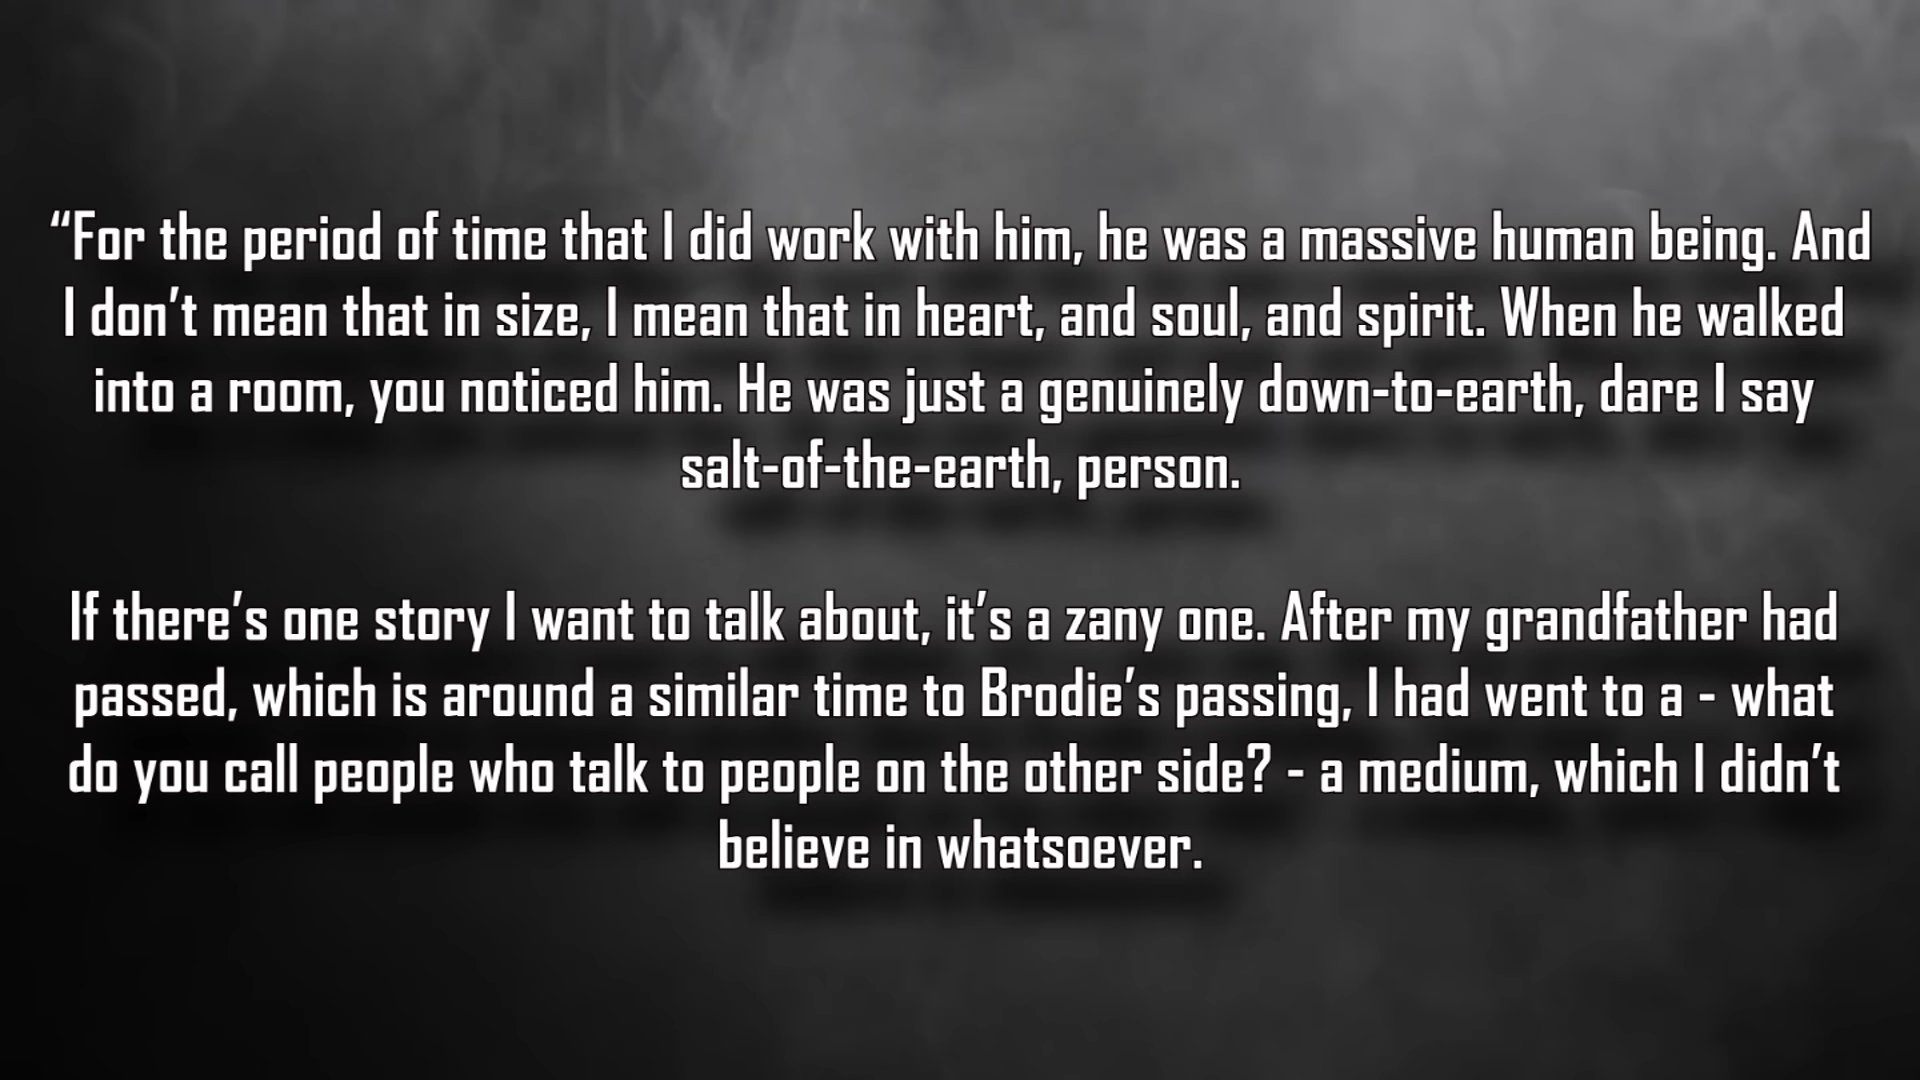 “For the period of time that I did work with him, he was a massive human being. And
I don’t mean that in size, I mean that in heart, and soul, and spirit. When he walked
into a room, you noticed him. He was just a genuinely down-to-earth, dare I say
salt-of-the-earth, person.
If there’s one story I want to talk about, it’s a zany one. After my grandfather had
passed, which is around a similar time to Brodie’s passing, I had went to a - what
do you call people who talk to people on the other side? - a medium, which I didn’t
believe in whatsoever.